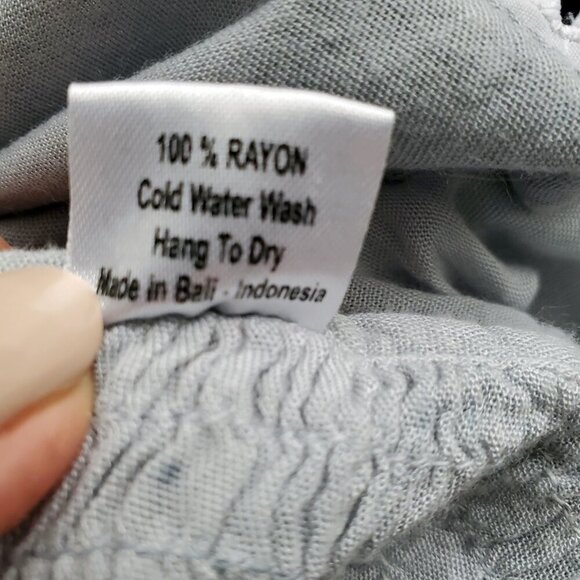 100 % RAYON
Cold Water Wash
Hang To Dry
Made in Bali - Indonesia